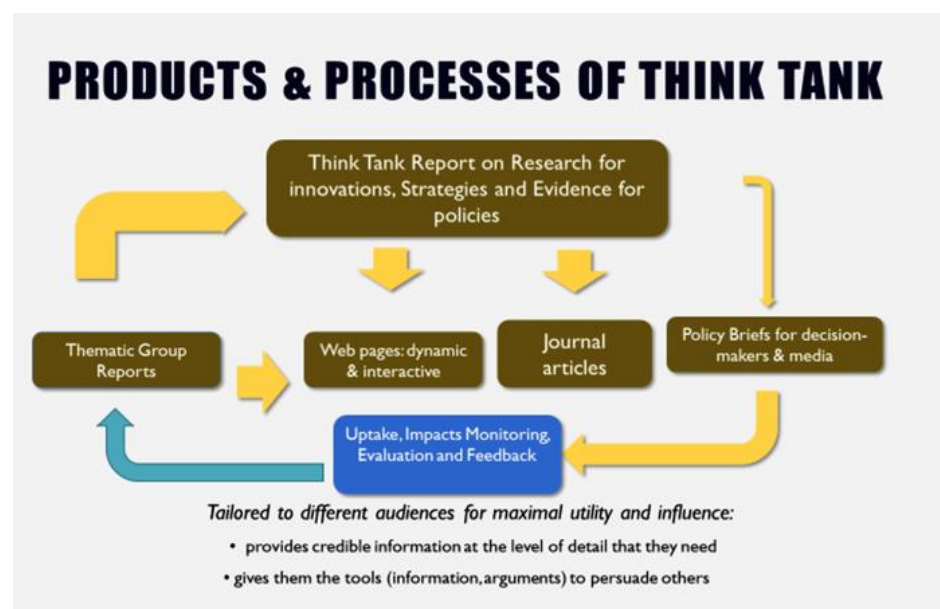 PRODUCTS & PROCESSES OF THINK TANK
Think Tank Report on Research for
innovations, Strategies and Evidence for
policies
Thematic Group
Reports
Web pages: dynamic
& interactive
Journal
articles
Policy Briefs for decision-
makers & media
Uptake, Impacts Monitoring,
Evaluation and Feedback
Tailored to different audiences for maximal utility and influence:
• provides credible information at the level of detail that they need
• gives them the tools (information, arguments) to persuade others